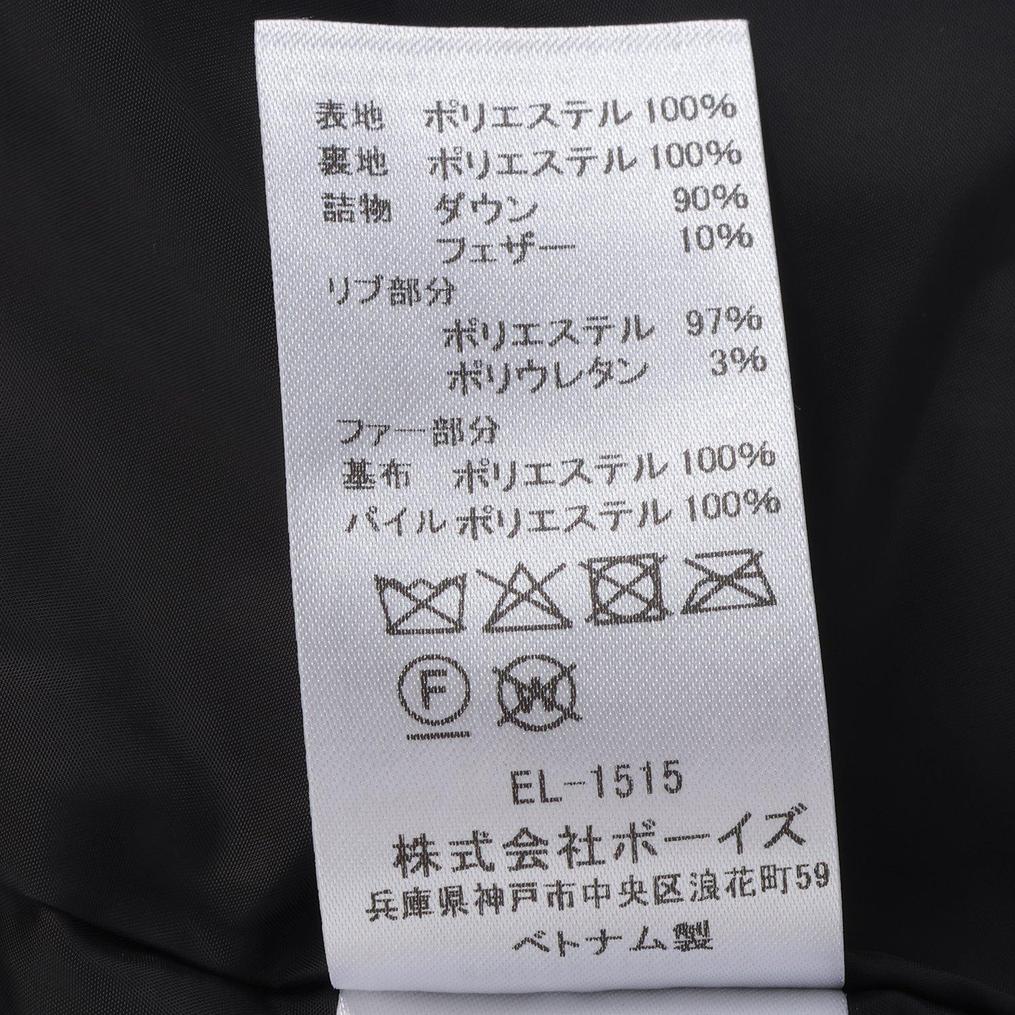 表地 ポリエステル 100%
裏地 ポリエステル 100%
詰物 ダウン 90%
フェザー 10%
リブ部分
ポリエステル 97%
ポリウレタン 3%
ファー部分
基布 ポリエステル 100%
パイル ポリエステル 100%
F W
EL-1515
株式会社ボーイズ
兵庫県神戸市中央区浪花町59
ベトナム製